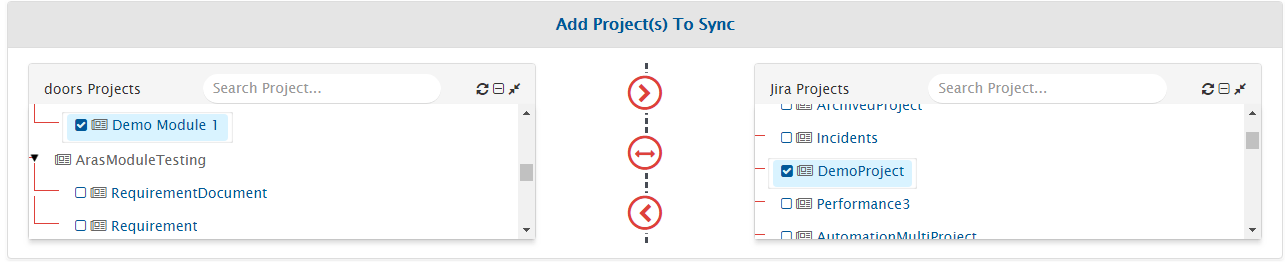 Add Project(s) To Sync
doors Projects
Search Project...
Demo Module 1
ArasModuleTesting
RequirementDocument
Requirement
Jira Projects
Search Project...
ArchivedProject
Incidents
DemoProject
Performance3
AutomationMultiProject